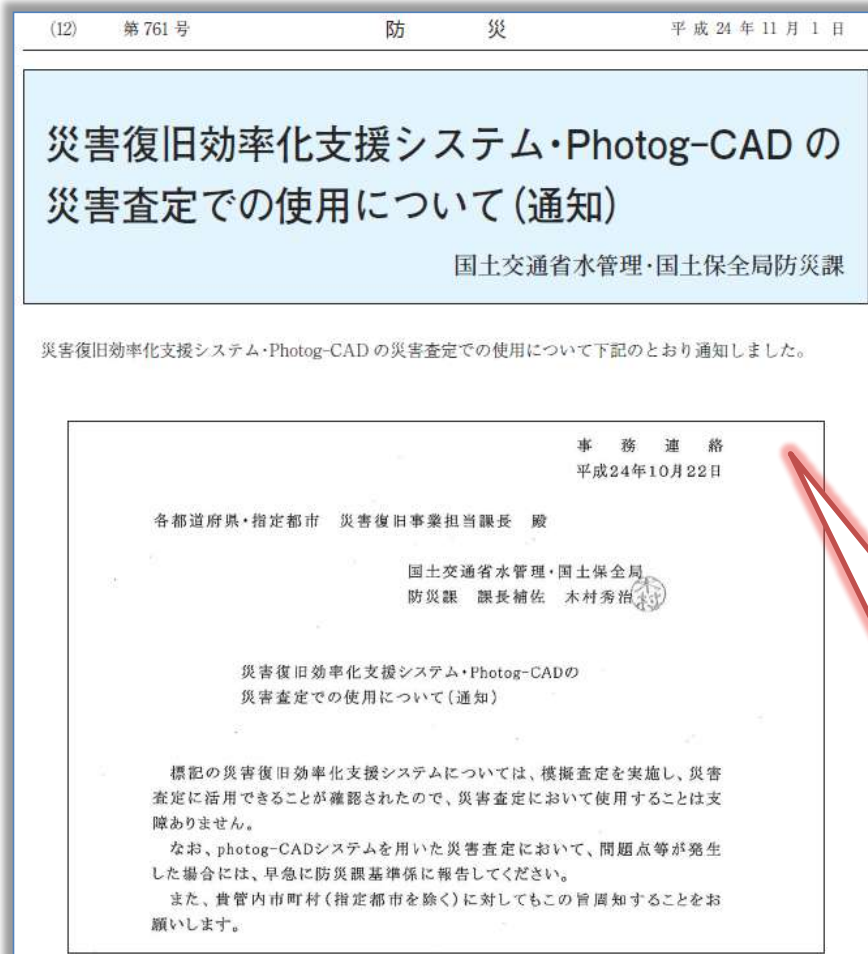 (12) 第761号 防 災 平成24年11月1日
災害復旧効率化支援システム・Photog-CAD の
災害査定での使用について(通知)
国土交通省水管理・国土保全局防災課
災害復旧効率化支援システム・Photog-CAD の災害査定での使用について下記のとおり通知しました。
事 務 連 絡
平成24年10月22日
各都道府県・指定都市 災害復旧事業担当課長 殿
国土交通省水管理・国土保全局
防災課 課長補佐 木村秀治
木村
災害復旧効率化支援システム・Photog-CADの
災害査定での使用について(通知)
標記の災害復旧効率化支援システムについては、模擬査定を実施し、災害
査定に活用できることが確認されたので、災害査定において使用することは支
障ありません。
なお、photog-CADシステムを用いた災害査定において、問題点等が発生
した場合には、早急に防災課基準係に報告してください。
また、貴管内市町村(指定都市を除く)に対してもこの旨周知することをお
願いします。